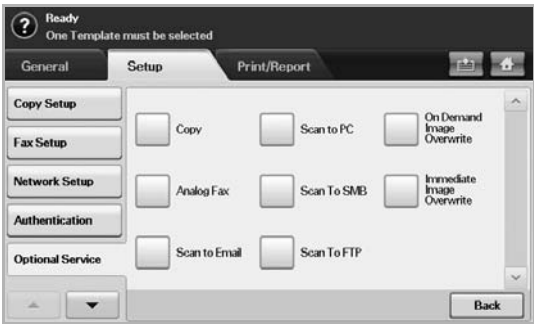 ?
Ready
One Template must be selected
General
Setup
Print/Report
Copy Setup
Fax Setup
Network Setup
Authentication
Optional Service
Copy
Scan to PC
On Demand
Image
Overwrite
Analog Fax
Scan To SMB
Immediate
Image
Overwrite
Scan to Email
Scan To FTP
Back